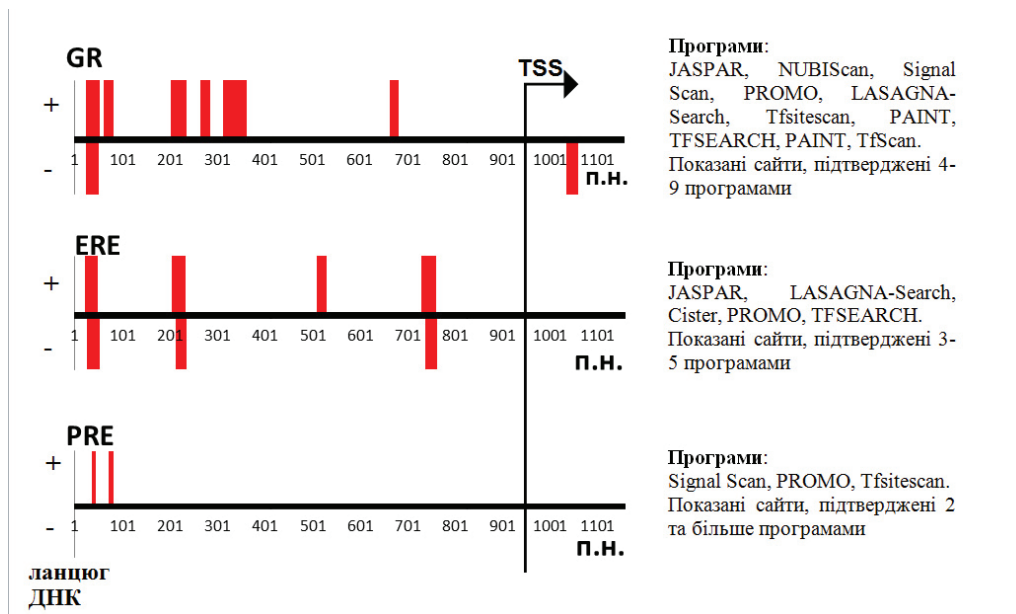 GR
TSS
+
-
1 101 201 301 401 501 601 701 801 901 1001 1101
п.н.
Програми:
JASPAR, NUBIScan, Signal
Scan, PROMO, LASAGNA-
Search, Tfsitescan, PAINT,
TFSEARCH, PAINT, TfScan.
Показані сайти, підтверджені 4-
9 програмами
ERE
+
-
1 101 201 301 401 501 601 701 801 901 1001 1101
п.н.
Програми:
JASPAR, LASAGNA-Search,
Cister, PROMO, TFSEARCH.
Показані сайти, підтверджені 3-
5 програмами
PRE
+
-
1 101 201 301 401 501 601 701 801 901 1001 1101
п.н.
Програми:
Signal Scan, PROMO, Tfsitescan.
Показані сайти, підтверджені 2
та більше програмами
ланцюг
ДНК